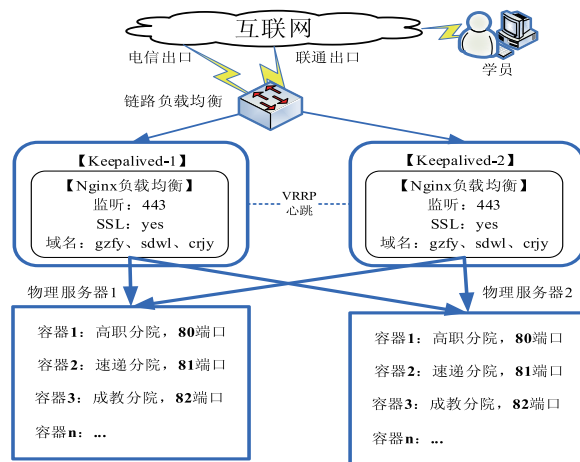 互联网
电信出口
联通出口
学员
链路负载均衡
【Keepalived-1】
【Nginx负载均衡】
监听：443
SSL：yes
域名：gzfy、sdwl、crjy
VRRP
心跳
【Keepalived-2】
【Nginx负载均衡】
监听：443
SSL：yes
域名：gzfy、sdwl、crjy
物理服务器1
容器1：高职分院，80端口
容器2：速递分院，81端口
容器3：成教分院，82端口
容器n：...
物理服务器2
容器1：高职分院，80端口
容器2：速递分院，81端口
容器3：成教分院，82端口
容器n：...